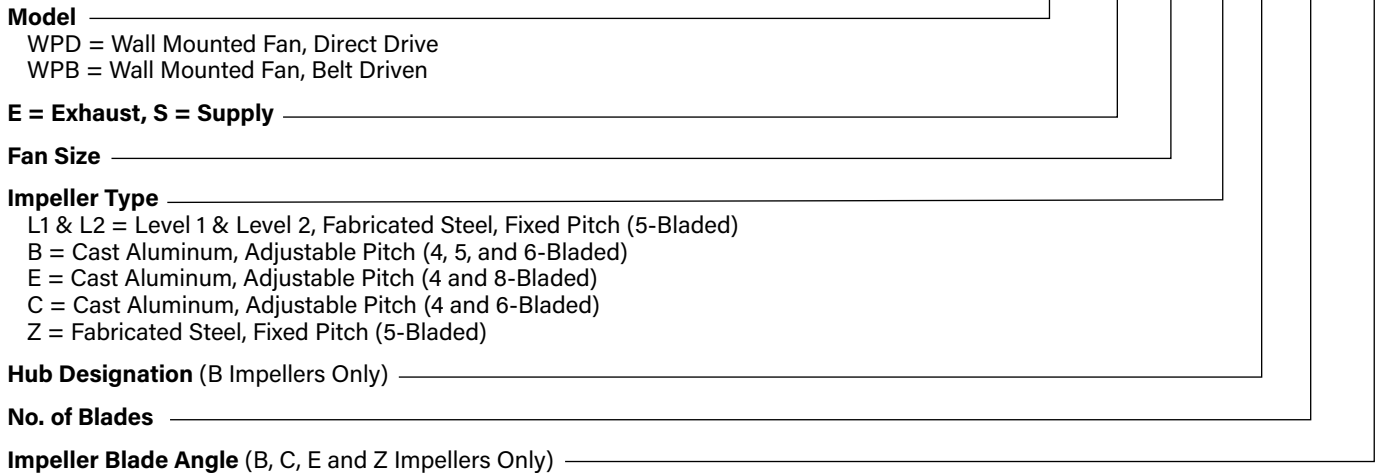 Model
WPD = Wall Mounted Fan, Direct Drive
WPB = Wall Mounted Fan, Belt Driven
E = Exhaust, S = Supply
Fan Size
Impeller Type
L1 & L2 = Level 1 & Level 2, Fabricated Steel, Fixed Pitch (5-Bladed)
B = Cast Aluminum, Adjustable Pitch (4, 5, and 6-Bladed)
E = Cast Aluminum, Adjustable Pitch (4 and 8-Bladed)
C = Cast Aluminum, Adjustable Pitch (4 and 6-Bladed)
Z = Fabricated Steel, Fixed Pitch (5-Bladed)
Hub Designation (B Impellers Only)
No. of Blades
Impeller Blade Angle (B, C, E and Z Impellers Only)